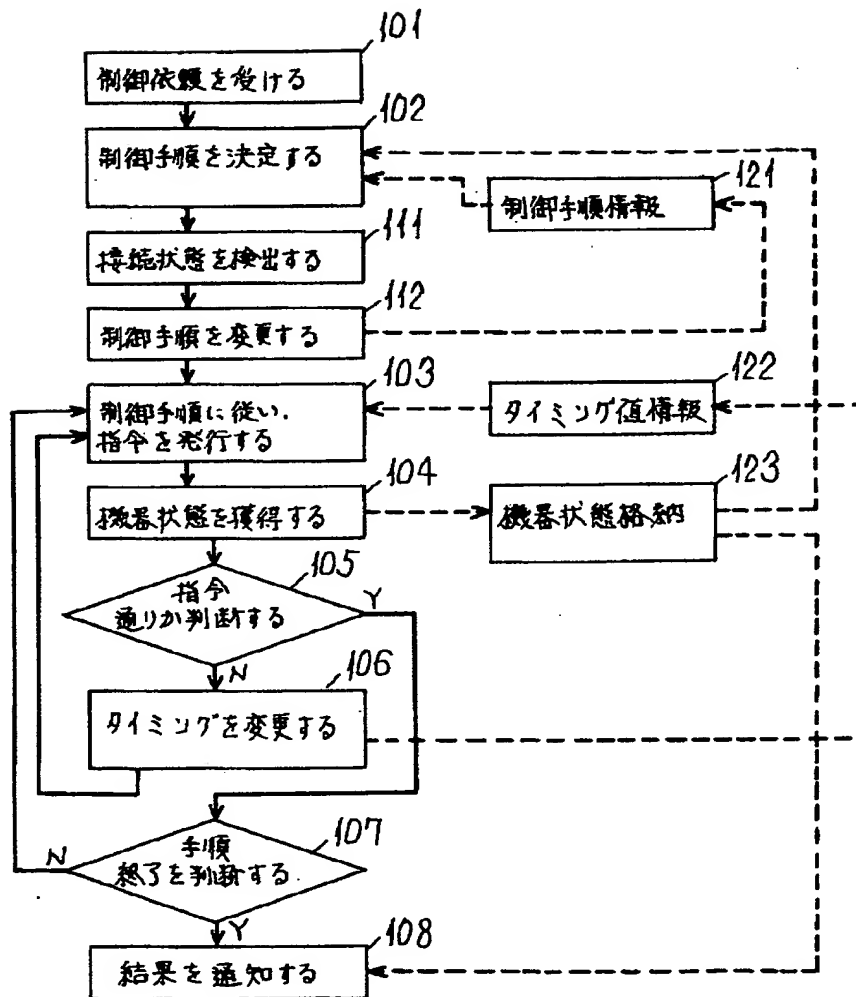 101
制御依頼を受ける
102
制御手順を決定する
121
制御手順情報
111
接続状態を検出する
112
制御手順を変更する
103
制御手順に従い、
指令を発行する
122
タイミング値情報
104
機器状態を獲得する
123
機器状態格納
105
指令
通りか判断する
Y
N
106
タイミングを変更する
107
手順
終了を判断する
N
Y
108
結果を通知する